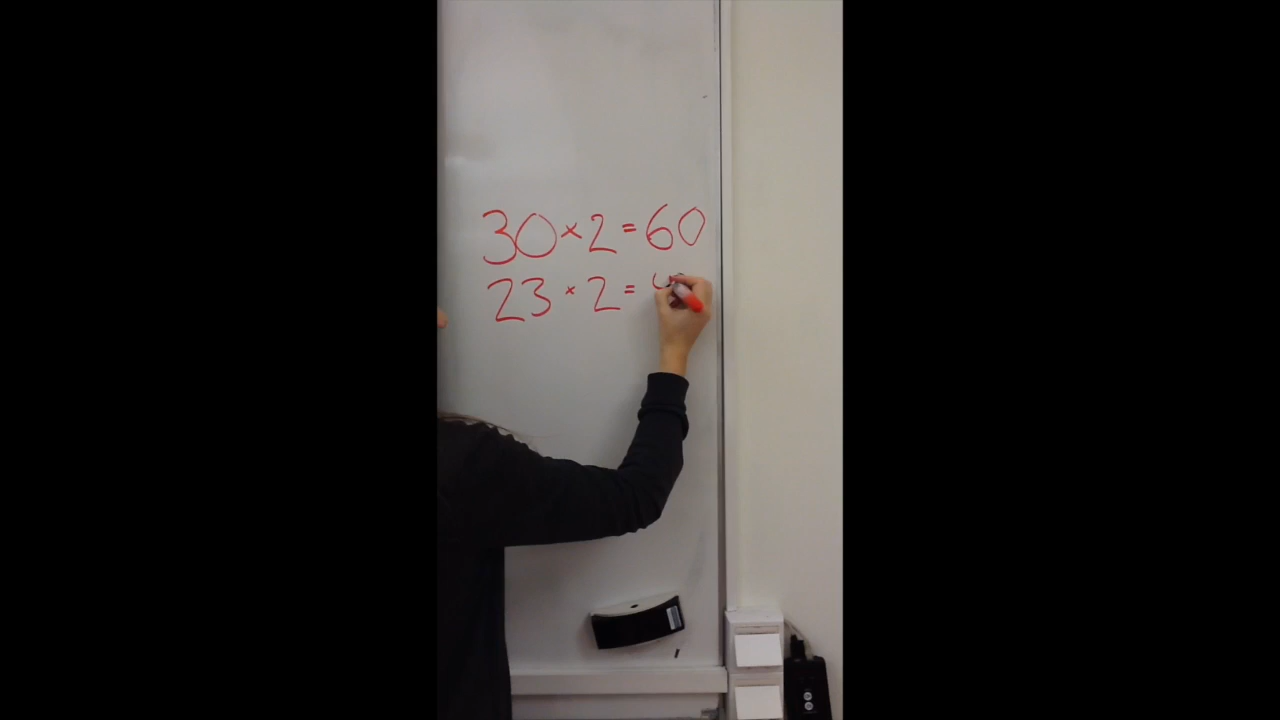 30 × 2 = 60
23 × 2 =